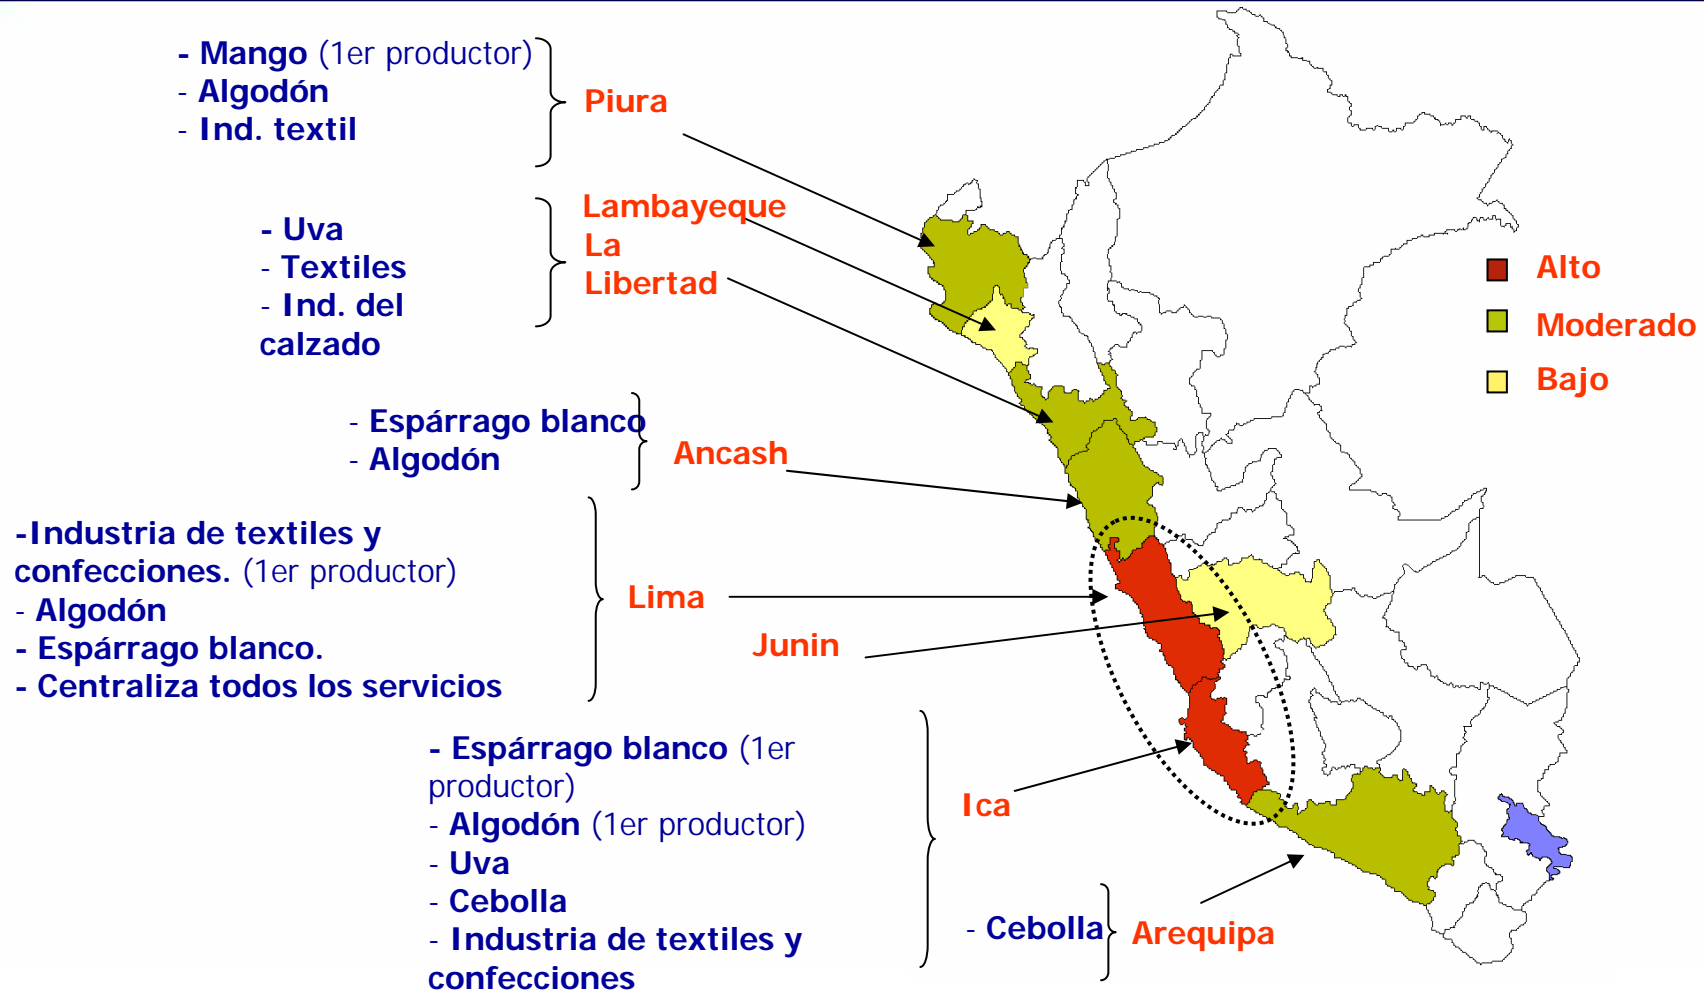 - Mango (1er productor)
- Algodón
- Ind. textil
Piura
- Uva
- Textiles
- Ind. del
calzado
Lambayeque
La
Libertad
Alto
Moderado
Bajo
- Espárrago blanco
- Algodón
Ancash
-Industria de textiles y
confecciones. (1er productor)
- Algodón
- Espárrago blanco.
- Centraliza todos los servicios
Lima
Junin
- Espárrago blanco (1er
productor)
- Algodón (1er productor)
- Uva
- Cebolla
- Industria de textiles y
confecciones
Ica
- Cebolla
Arequipa